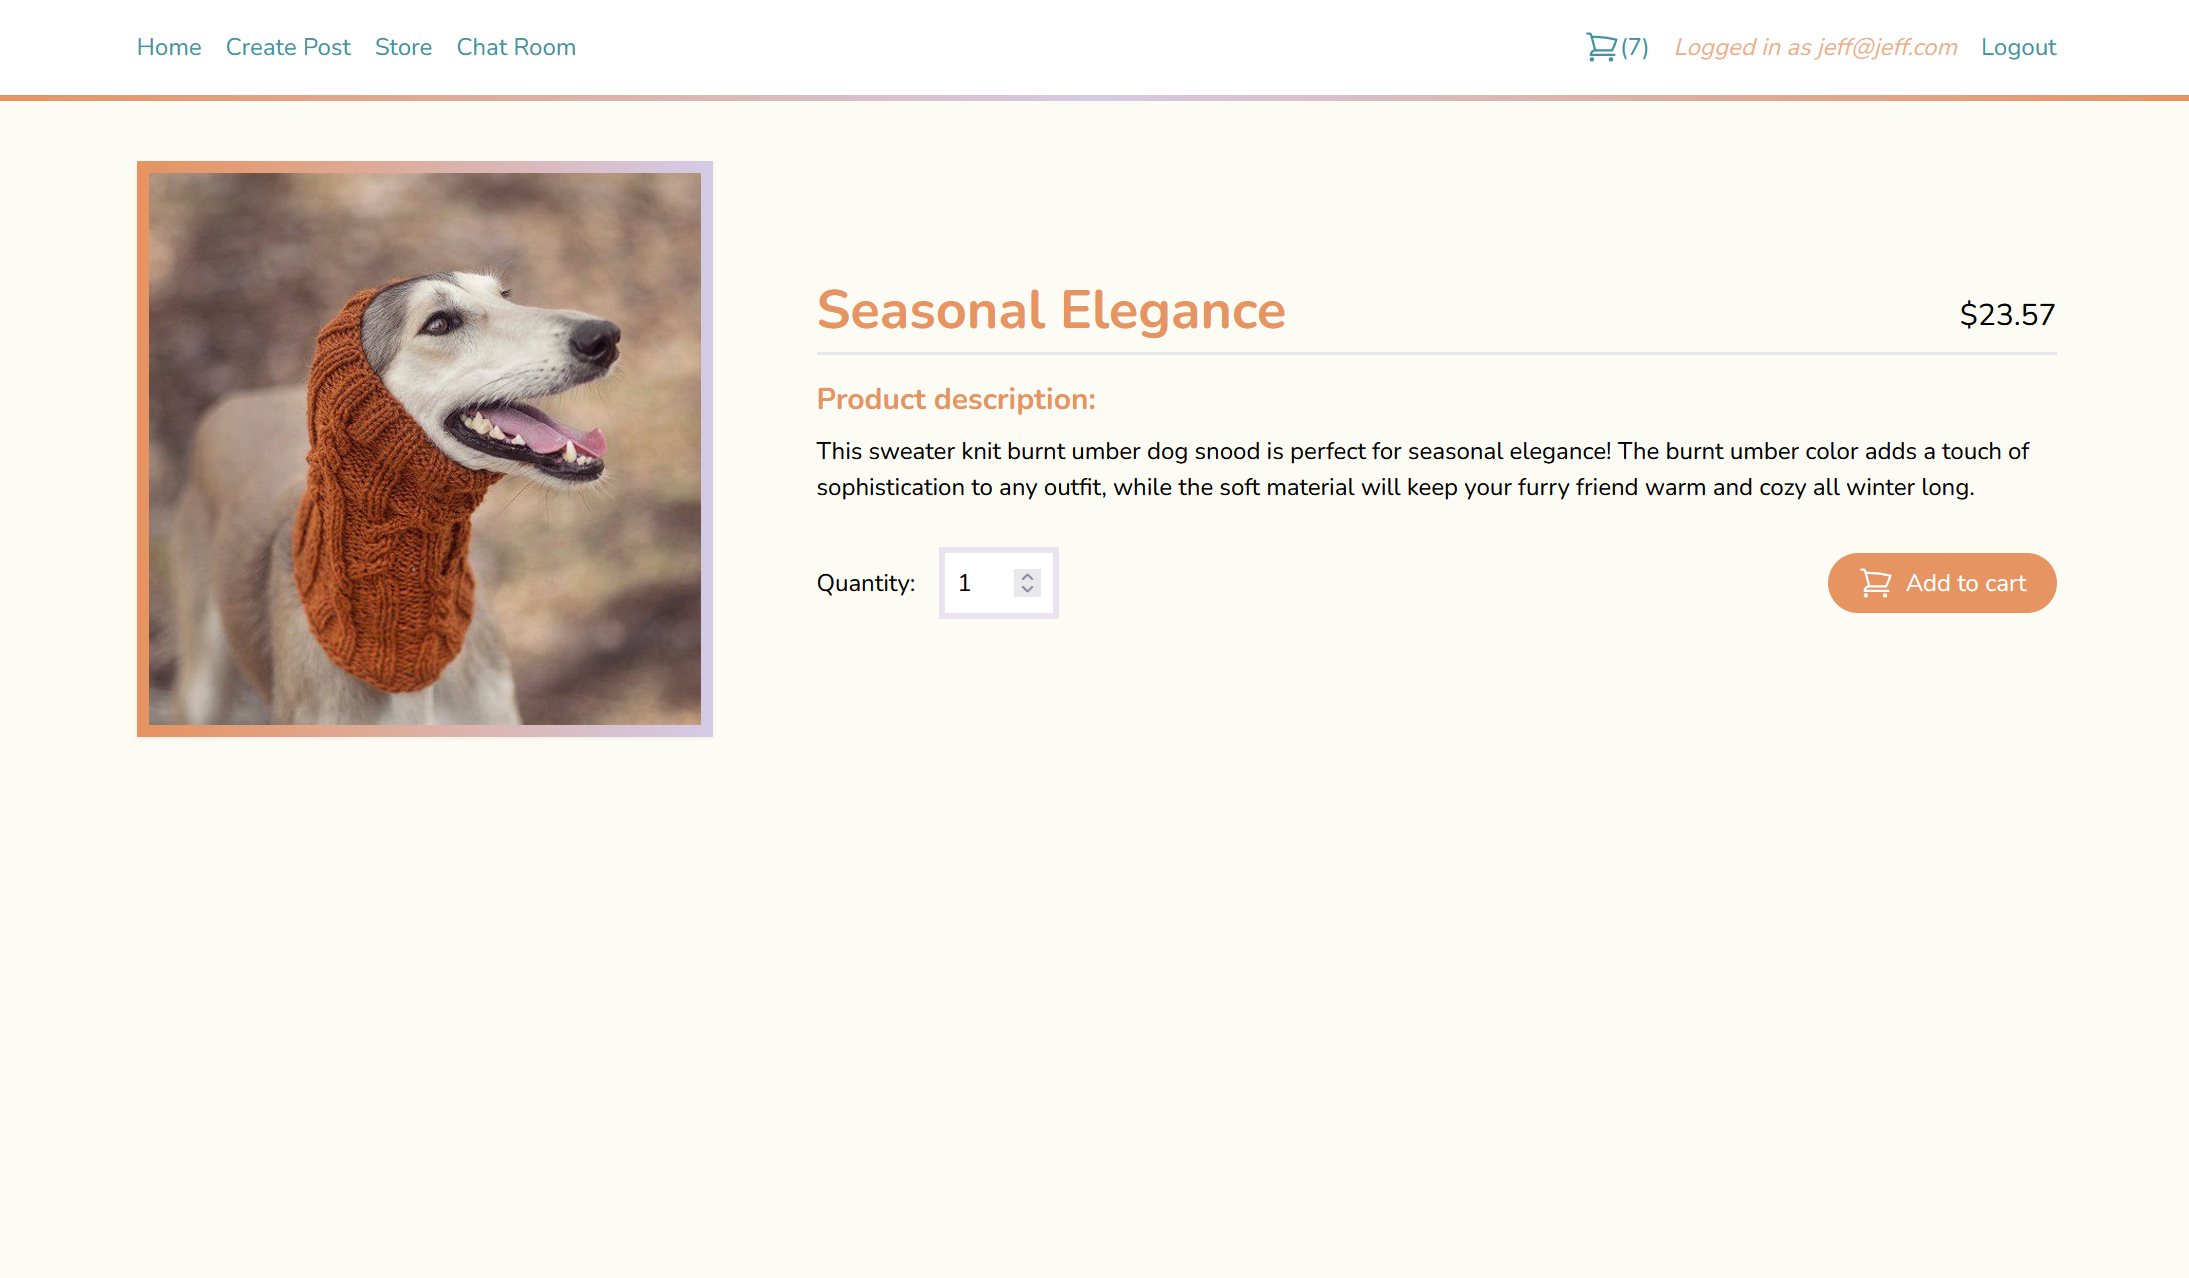 Home Create Post Store Chat Room (7) Logged in as jeff@jeff.com Logout
Seasonal Elegance $23.57
Product description:
This sweater knit burnt umber dog snood is perfect for seasonal elegance! The burnt umber color adds a touch of
sophistication to any outfit, while the soft material will keep your furry friend warm and cozy all winter long.
Quantity: 1 Add to cart